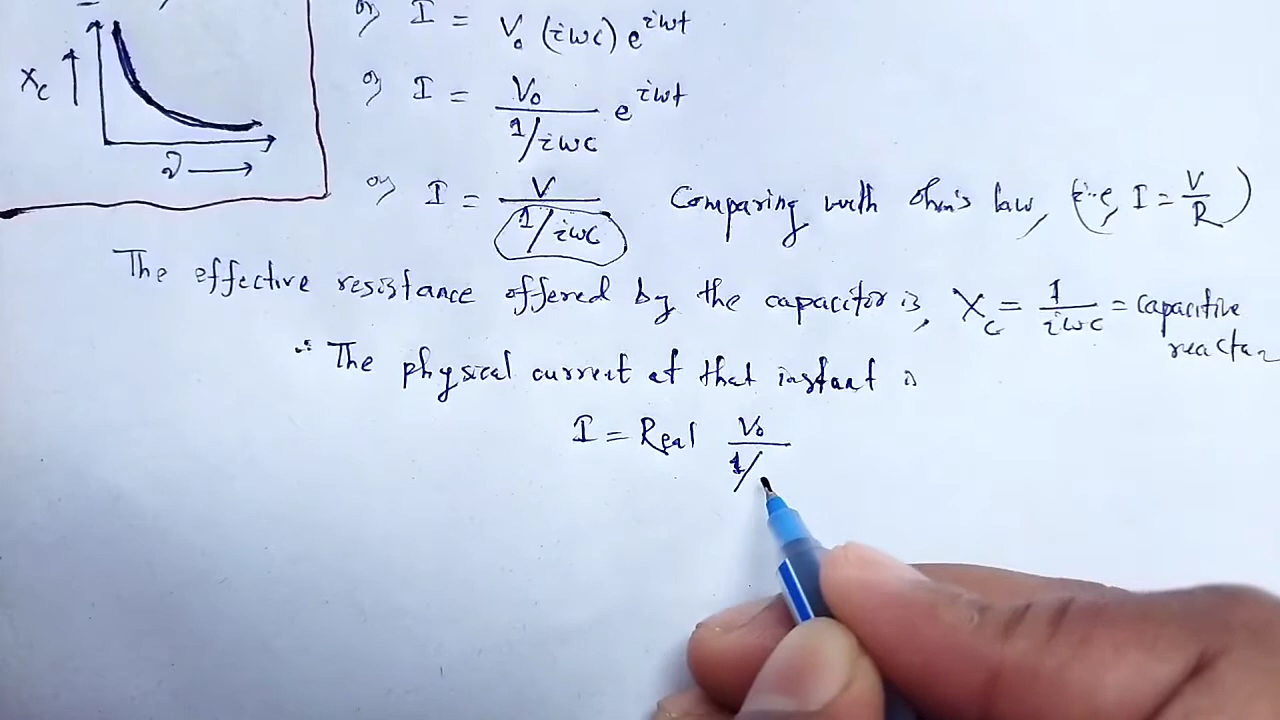 or, I = V₀ (iωc) e^{iωt}
or, I = V₀ / (1/iωc) e^{iωt}
or, I = V / (1/iωc) Comparing with ohm's law, (i.e, I = V/R)
X_c
ν
The effective resistance offered by the capacitor is, X_c = 1/iωc = capacitive
reactan
∴ The physical current at that instant is
I = Real V₀
1/